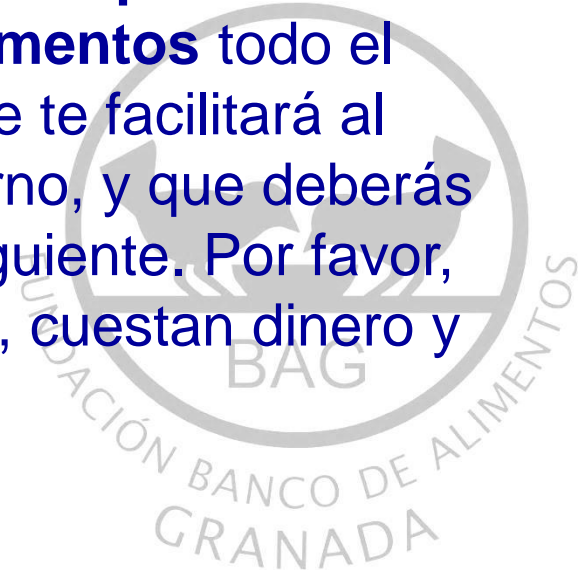 mentos todo el
e te facilitará al
rno, y que deberás
guiente. Por favor,
, cuestan dinero y
BAG
FUNDACIÓN BANCO DE ALIMENTOS
GRANADA